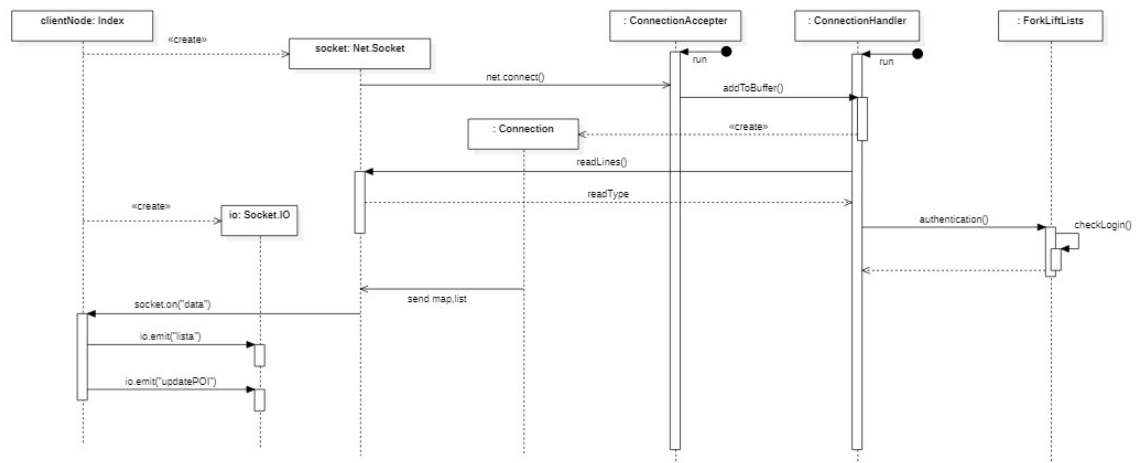 clientNode: Index
: ConnectionAccepter
: ConnectionHandler
: ForkLiftLists
«create»
socket: Net.Socket
run
run
net.connect()
addToBuffer()
: Connection
«create»
readLines()
readType
«create»
io: Socket.IO
authentication()
checkLogin()
send map,list
socket.on("data")
io.emit("lista")
io.emit("updatePOI")